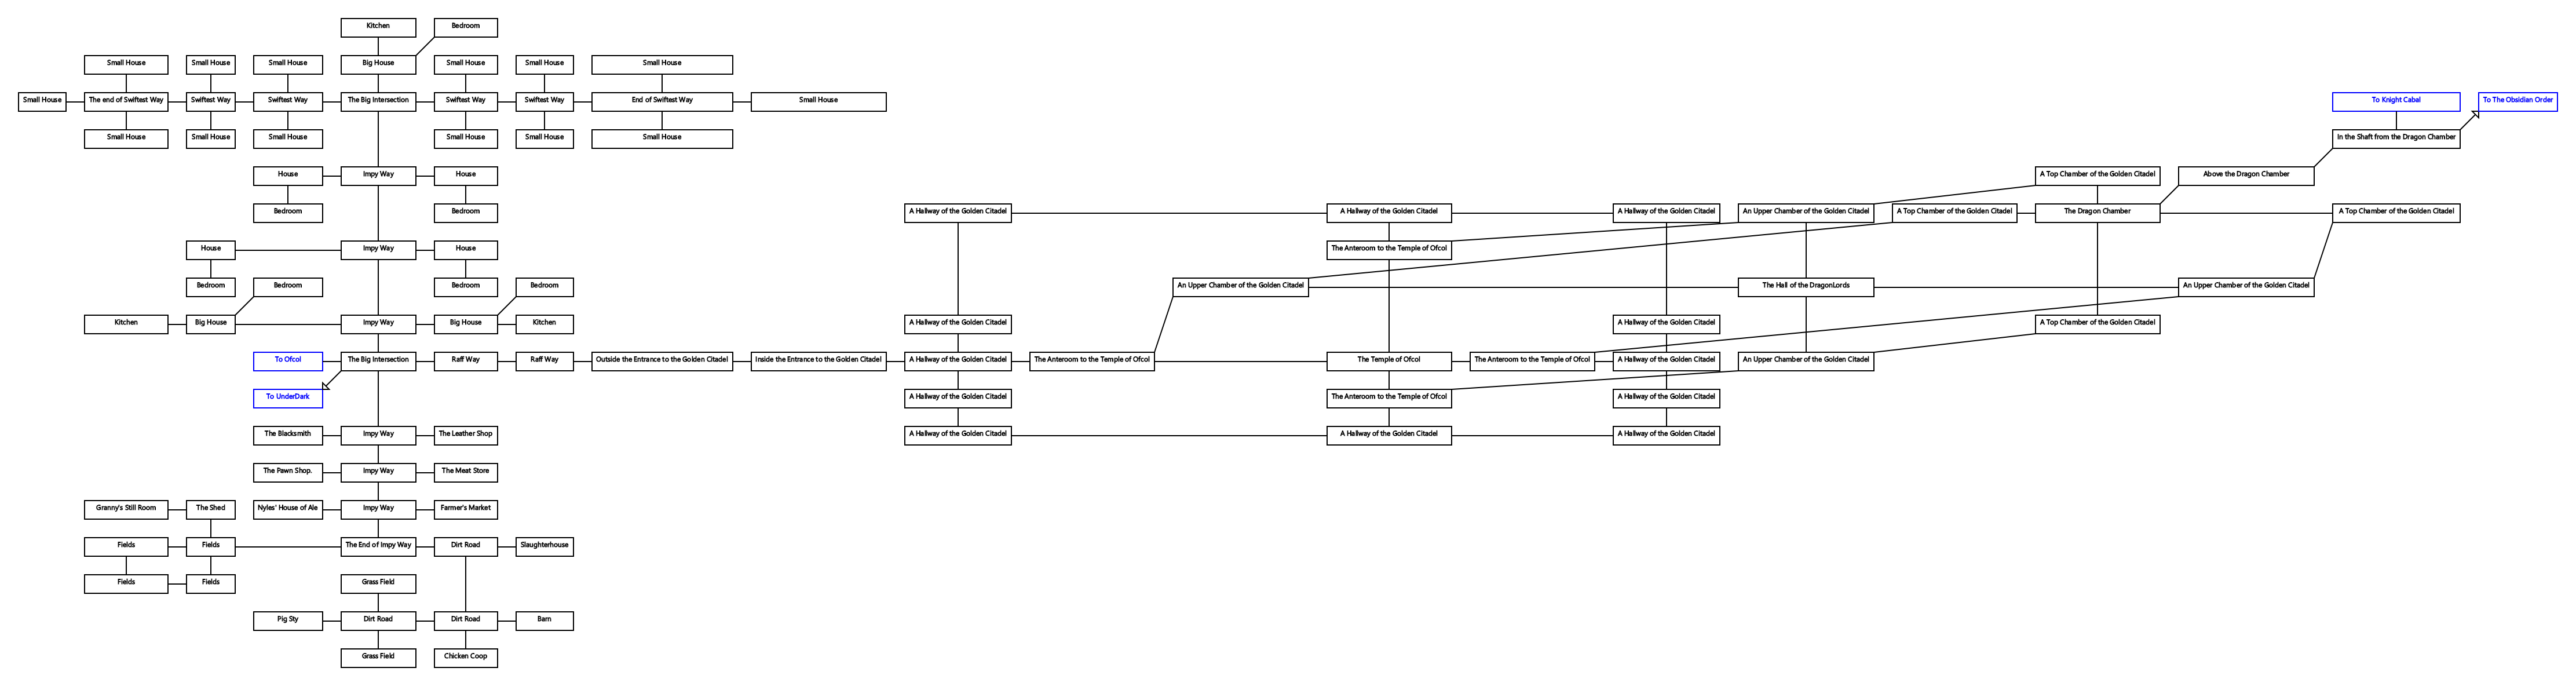 Kitchen
Bedroom
Small House
Small House
Small House
Big House
Small House
Small House
Small House
Small House
The end of Swiftest Way
Swiftest Way
Swiftest Way
The Big Intersection
Swiftest Way
Swiftest Way
End of Swiftest Way
Small House
To Knight Cabal
To The Obsidian Order
Small House
Small House
Small House
Small House
Small House
Small House
In the Shaft from the Dragon Chamber
House
Impy Way
House
A Top Chamber of the Golden Citadel
Above the Dragon Chamber
Bedroom
Bedroom
A Hallway of the Golden Citadel
A Hallway of the Golden Citadel
A Hallway of the Golden Citadel
An Upper Chamber of the Golden Citadel
A Top Chamber of the Golden Citadel
The Dragon Chamber
A Top Chamber of the Golden Citadel
House
Impy Way
House
The Anteroom to the Temple of Ofcol
Bedroom
Bedroom
Bedroom
Bedroom
An Upper Chamber of the Golden Citadel
The Hall of the DragonLords
An Upper Chamber of the Golden Citadel
Kitchen
Big House
Impy Way
Big House
Kitchen
A Hallway of the Golden Citadel
A Hallway of the Golden Citadel
A Top Chamber of the Golden Citadel
To Ofcol
The Big Intersection
Raff Way
Raff Way
Outside the Entrance to the Golden Citadel
Inside the Entrance to the Golden Citadel
A Hallway of the Golden Citadel
The Anteroom to the Temple of Ofcol
The Temple of Ofcol
The Anteroom to the Temple of Ofcol
A Hallway of the Golden Citadel
An Upper Chamber of the Golden Citadel
To UnderDark
A Hallway of the Golden Citadel
The Anteroom to the Temple of Ofcol
A Hallway of the Golden Citadel
The Blacksmith
Impy Way
The Leather Shop
A Hallway of the Golden Citadel
A Hallway of the Golden Citadel
A Hallway of the Golden Citadel
The Pawn Shop.
Impy Way
The Meat Store
Granny's Still Room
The Shed
Nyles' House of Ale
Impy Way
Farmer's Market
Fields
Fields
The End of Impy Way
Dirt Road
Slaughterhouse
Fields
Fields
Grass Field
Pig Sty
Dirt Road
Dirt Road
Barn
Grass Field
Chicken Coop